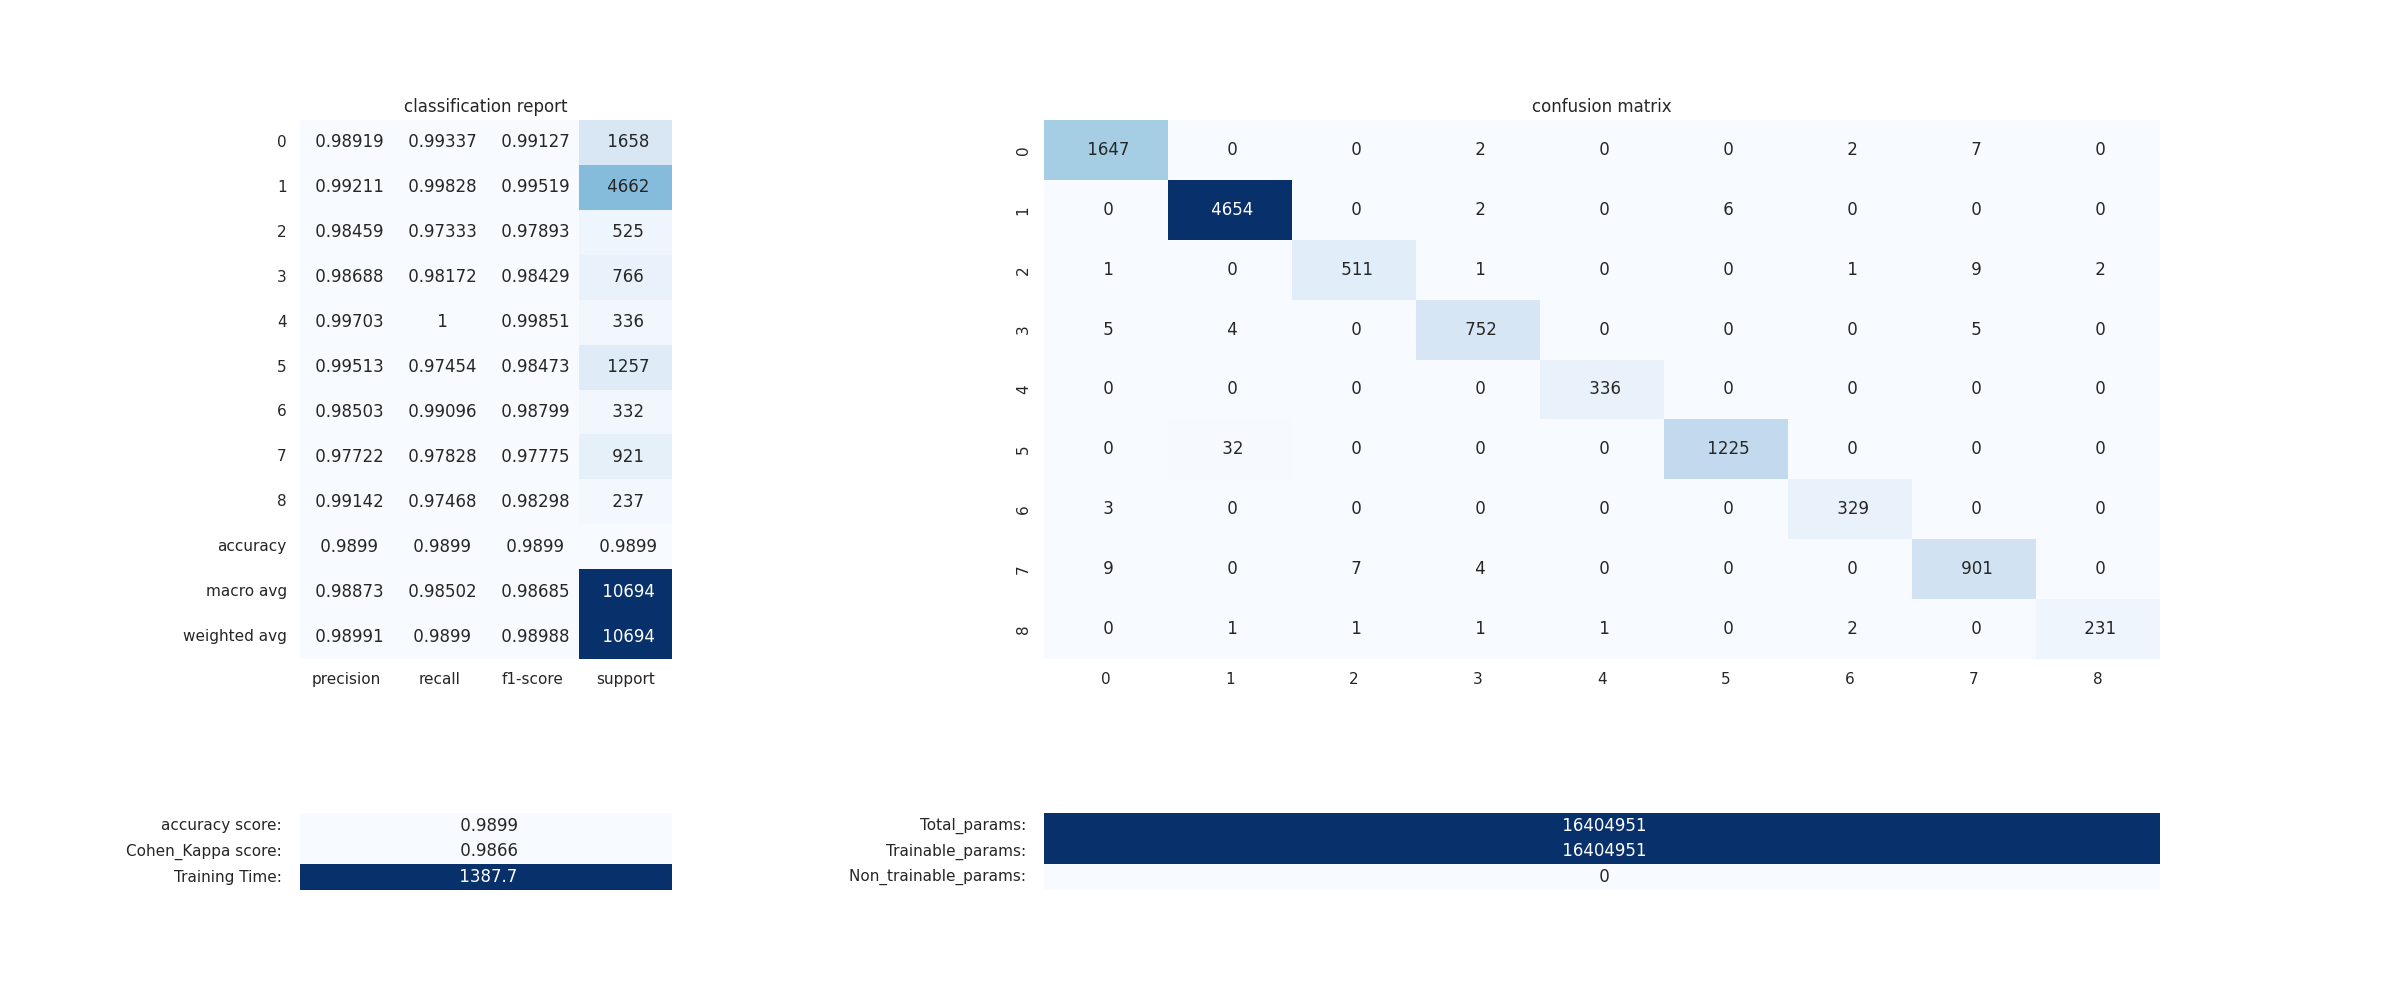 classification report
0 0.98919 0.99337 0.99127 1658
1 0.99211 0.99828 0.99519 4662
2 0.98459 0.97333 0.97893 525
3 0.98688 0.98172 0.98429 766
4 0.99703 1 0.99851 336
5 0.99513 0.97454 0.98473 1257
6 0.98503 0.99096 0.98799 332
7 0.97722 0.97828 0.97775 921
8 0.99142 0.97468 0.98298 237
accuracy 0.9899 0.9899 0.9899 0.9899
macro avg 0.98873 0.98502 0.98685 10694
weighted avg 0.98991 0.9899 0.98988 10694
precision recall f1-score support
confusion matrix
0 1647 0 0 2 0 0 2 7 0
1 0 4654 0 2 0 6 0 0 0
2 1 0 511 1 0 0 1 9 2
3 5 4 0 752 0 0 0 5 0
4 0 0 0 0 336 0 0 0 0
5 0 32 0 0 0 1225 0 0 0
6 3 0 0 0 0 0 329 0 0
7 9 0 7 4 0 0 0 901 0
8 0 1 1 1 1 0 2 0 231
0 1 2 3 4 5 6 7 8
accuracy score: 0.9899
Cohen_Kappa score: 0.9866
Training Time: 1387.7
Total_params: 16404951
Trainable_params: 16404951
Non_trainable_params: 0